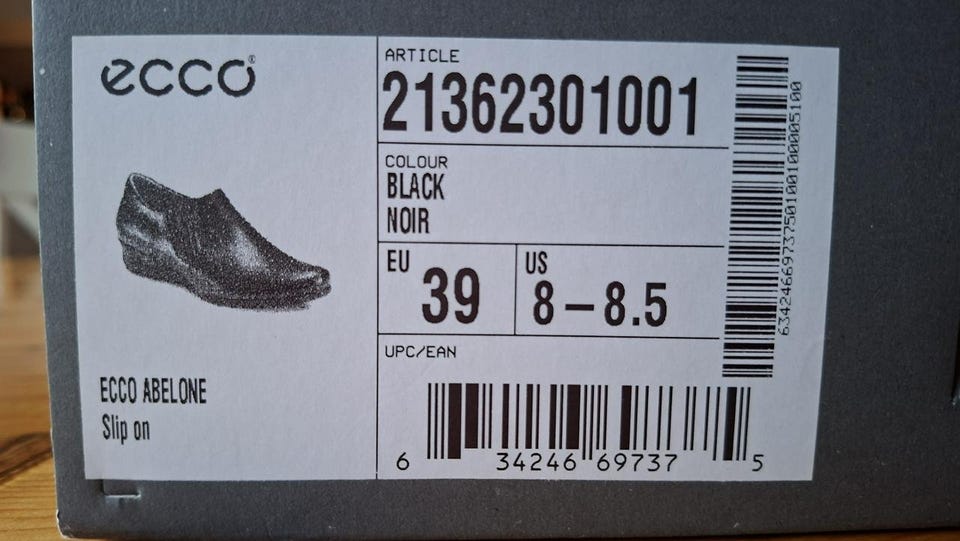 ecco®
ECCO ABELONE
Slip on
ARTICLE
21362301001
COLOUR
BLACK
NOIR
EU
39
US
8 – 8.5
UPC/EAN
6 34246 69737 5
634246697375010010000005100